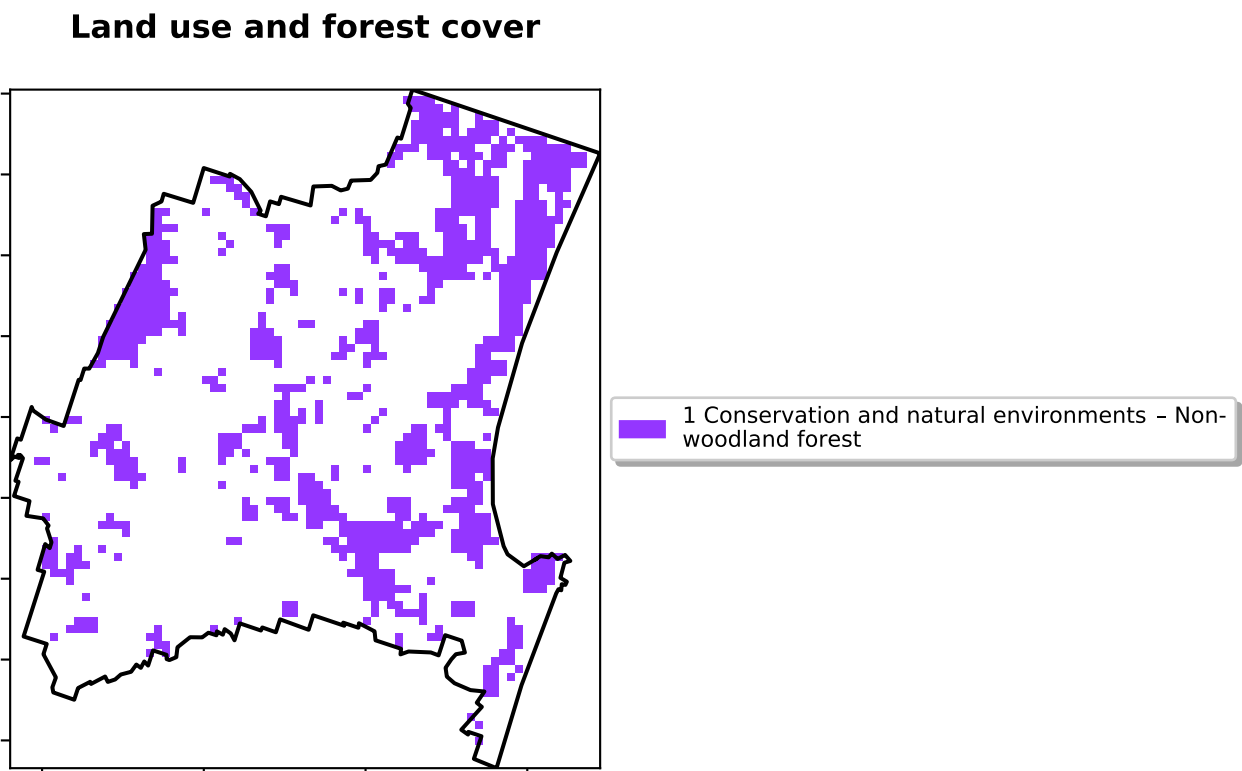 Land use and forest cover
1 Conservation and natural environments – Non-
woodland forest